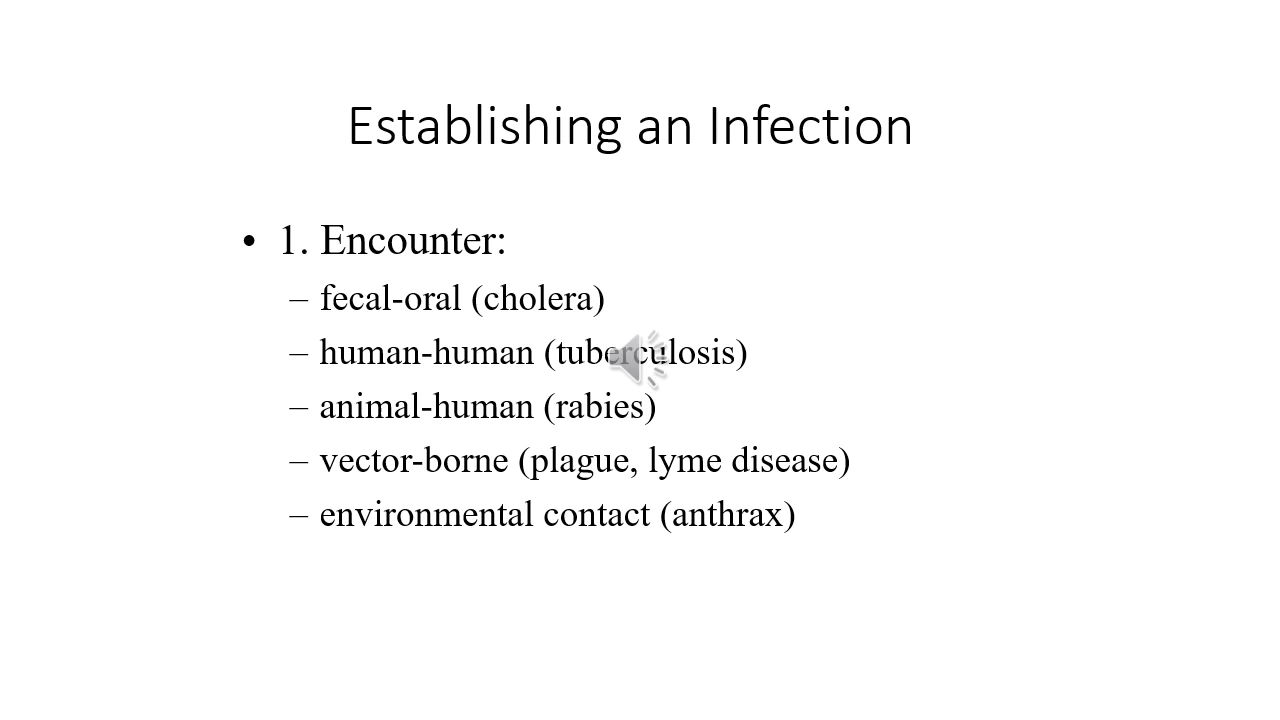 Establishing an Infection
• 1. Encounter:
– fecal-oral (cholera)
– human-human (tuberculosis)
– animal-human (rabies)
– vector-borne (plague, lyme disease)
– environmental contact (anthrax)